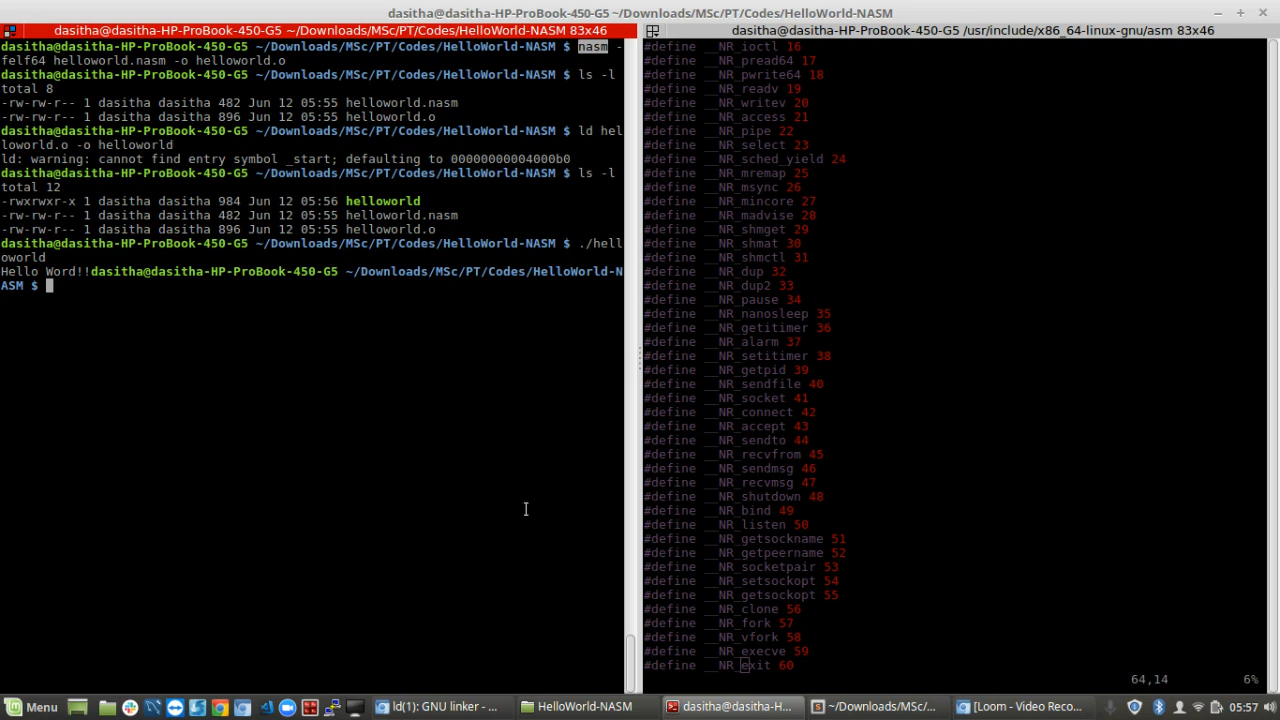 dasitha@dasitha-HP-ProBook-450-G5 ~/Downloads/MSc/PT/Codes/HelloWorld-NASM
dasitha@dasitha-HP-ProBook-450-G5 ~/Downloads/MSc/PT/Codes/HelloWorld-NASM 83x46
dasitha@dasitha-HP-ProBook-450-G5 ~/Downloads/MSc/PT/Codes/HelloWorld-NASM $ nasm -
felf64 helloworld.nasm -o helloworld.o
dasitha@dasitha-HP-ProBook-450-G5 ~/Downloads/MSc/PT/Codes/HelloWorld-NASM $ ls -l
total 8
-rw-rw-r-- 1 dasitha dasitha 482 Jun 12 05:55 helloworld.nasm
-rw-rw-r-- 1 dasitha dasitha 896 Jun 12 05:55 helloworld.o
dasitha@dasitha-HP-ProBook-450-G5 ~/Downloads/MSc/PT/Codes/HelloWorld-NASM $ ld hel
loworld.o -o helloworld
ld: warning: cannot find entry symbol _start; defaulting to 00000000004000b0
dasitha@dasitha-HP-ProBook-450-G5 ~/Downloads/MSc/PT/Codes/HelloWorld-NASM $ ls -l
total 12
-rwxrwxr-x 1 dasitha dasitha 984 Jun 12 05:56 helloworld
-rw-rw-r-- 1 dasitha dasitha 482 Jun 12 05:55 helloworld.nasm
-rw-rw-r-- 1 dasitha dasitha 896 Jun 12 05:55 helloworld.o
dasitha@dasitha-HP-ProBook-450-G5 ~/Downloads/MSc/PT/Codes/HelloWorld-NASM $ ./hell
oworld
Hello Word!!dasitha@dasitha-HP-ProBook-450-G5 ~/Downloads/MSc/PT/Codes/HelloWorld-N
ASM $
dasitha@dasitha-HP-ProBook-450-G5 /usr/include/x86_64-linux-gnu/asm 83x46
#define __NR_ioctl 16
#define __NR_pread64 17
#define __NR_pwrite64 18
#define __NR_readv 19
#define __NR_writev 20
#define __NR_access 21
#define __NR_pipe 22
#define __NR_select 23
#define __NR_sched_yield 24
#define __NR_mremap 25
#define __NR_msync 26
#define __NR_mincore 27
#define __NR_madvise 28
#define __NR_shmget 29
#define __NR_shmat 30
#define __NR_shmctl 31
#define __NR_dup 32
#define __NR_dup2 33
#define __NR_pause 34
#define __NR_nanosleep 35
#define __NR_getitimer 36
#define __NR_alarm 37
#define __NR_setitimer 38
#define __NR_getpid 39
#define __NR_sendfile 40
#define __NR_socket 41
#define __NR_connect 42
#define __NR_accept 43
#define __NR_sendto 44
#define __NR_recvfrom 45
#define __NR_sendmsg 46
#define __NR_recvmsg 47
#define __NR_shutdown 48
#define __NR_bind 49
#define __NR_listen 50
#define __NR_getsockname 51
#define __NR_getpeername 52
#define __NR_socketpair 53
#define __NR_setsockopt 54
#define __NR_getsockopt 55
#define __NR_clone 56
#define __NR_fork 57
#define __NR_vfork 58
#define __NR_execve 59
#define __NR_exit 60
64,14 6%
Menu ld(1): GNU linker - ... HelloWorld-NASM dasitha@dasitha-H... ~/Downloads/MSc/... [Loom - Video Reco... 05:57